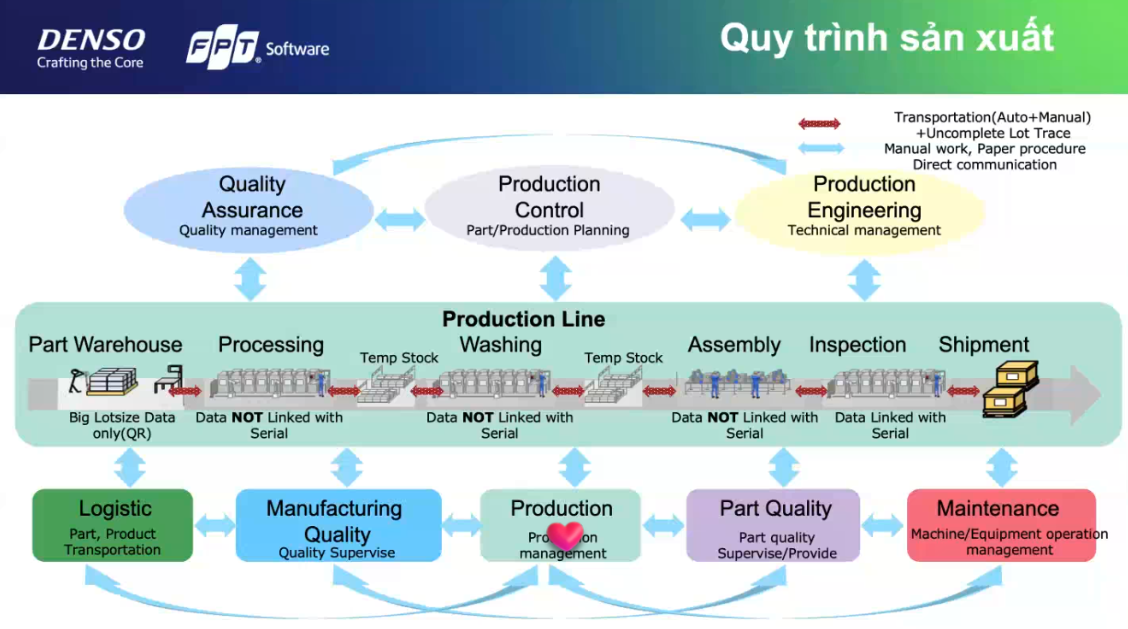 DENSO
Crafting the Core
FPT Software
Quy trình sản xuất
Transportation(Auto+Manual)
+Uncomplete Lot Trace
Manual work, Paper procedure
Direct communication
Quality
Assurance
Quality management
Production
Control
Part/Production Planning
Production
Engineering
Technical management
Production Line
Part Warehouse
Processing
Temp Stock
Washing
Temp Stock
Assembly
Inspection
Shipment
Big Lotsize Data
only(QR)
Data NOT Linked with
Serial
Data NOT Linked with
Serial
Data NOT Linked with
Serial
Data Linked with
Serial
Logistic
Part, Product
Transportation
Manufacturing
Quality
Quality Supervise
Production
management
Part Quality
Part quality
Supervise/Provide
Maintenance
Machine/Equipment operation
management